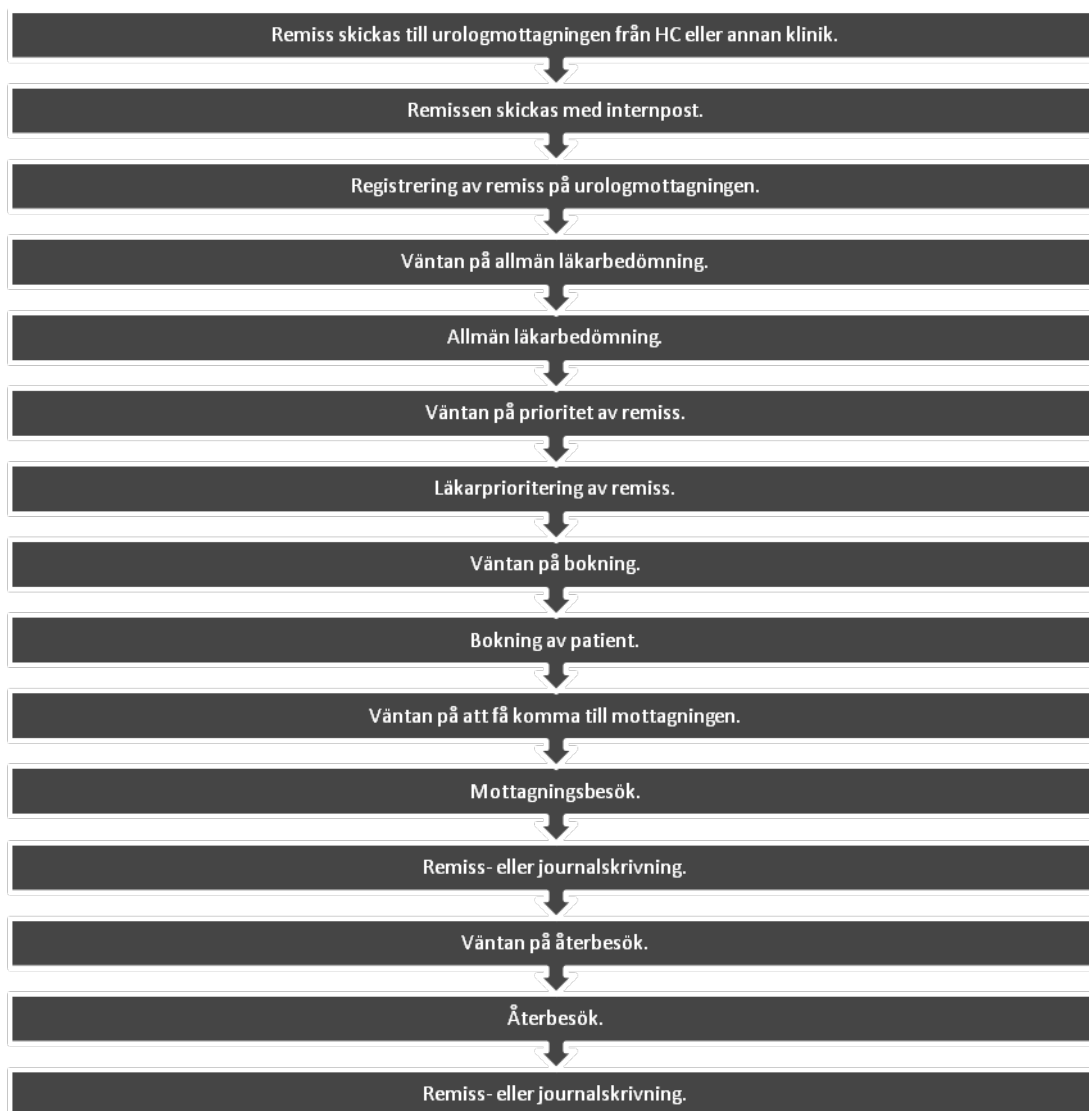 Remiss skickas till urologmottagningen från HC eller annan klinik.
Remissen skickas med internpost.
Registrering av remiss på urologmottagningen.
Väntan på allmän läkarbedömning.
Allmän läkarbedömning.
Väntan på prioritet av remiss.
Läkarprioritering av remiss.
Väntan på bokning.
Bokning av patient.
Väntan på att få komma till mottagningen.
Mottagningsbesök.
Remiss- eller journalskrivning.
Väntan på återbesök.
Återbesök.
Remiss- eller journalskrivning.